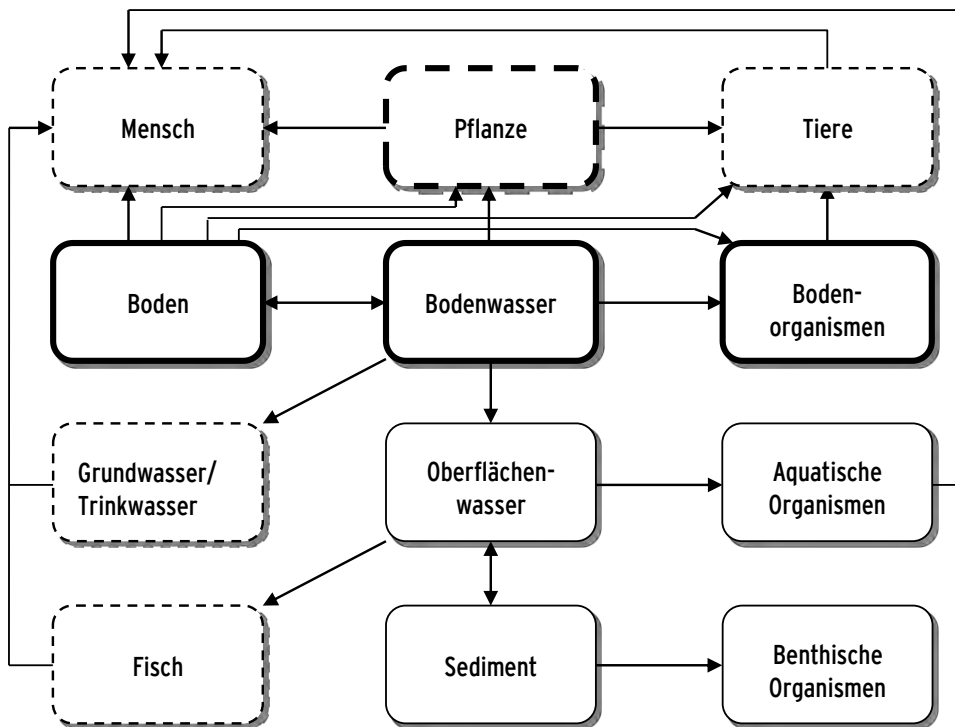 Mensch
Pflanze
Tiere
Boden
Bodenwasser
Boden-
organismen
Grundwasser/
Trinkwasser
Oberflächen-
wasser
Aquatische
Organismen
Fisch
Sediment
Benthische
Organismen